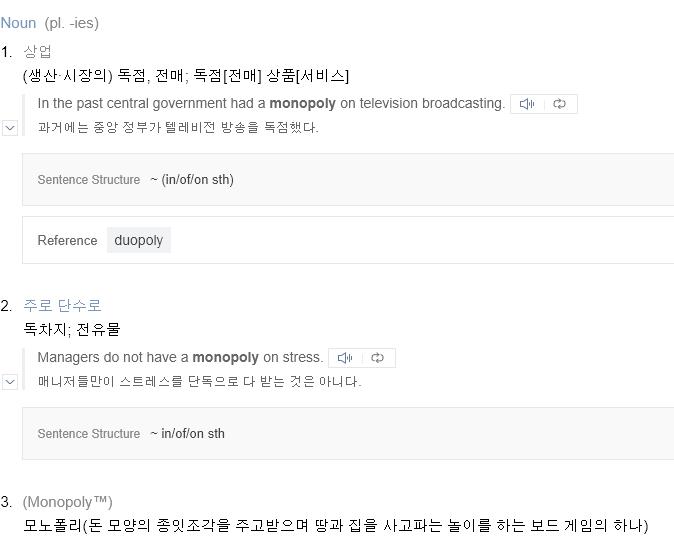 Noun (pl. -ies)
1. 상업
(생산·시장의) 독점, 전매; 독점[전매] 상품[서비스]
In the past central government had a monopoly on television broadcasting.
과거에는 중앙 정부가 텔레비전 방송을 독점했다.
Sentence Structure ~ (in/of/on sth)
Reference duopoly
2. 주로 단수로
독차지; 전유물
Managers do not have a monopoly on stress.
매니저들만이 스트레스를 단독으로 다 받는 것은 아니다.
Sentence Structure ~ in/of/on sth
3. (Monopoly™)
모노폴리(돈 모양의 종잇조각을 주고받으며 땅과 집을 사고파는 놀이를 하는 보드 게임의 하나)